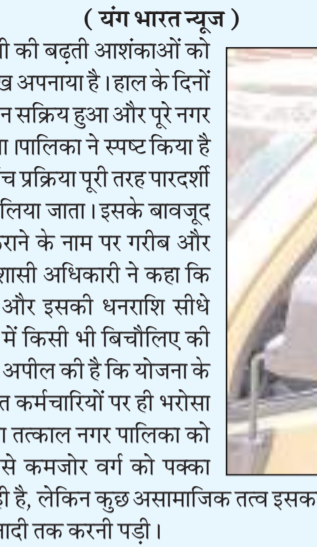 ( यंग भारत न्यूज )
ी की बढ़ती आशंकाओं को
ख अपनाया है। हाल के दिनों
न सक्रिय हुआ और पूरे नगर
ा ।पालिका ने स्पष्ट किया है
च प्रक्रिया पूरी तरह पारदर्शी
लिया जाता। इसके बावजूद
राने के नाम पर गरीब और
शासी अधिकारी ने कहा कि
और इसकी धनराशि सीधे
में किसी भी बिचौलिए की
अपील की है कि योजना के
त कर्मचारियों पर ही भरोसा
ा तत्काल नगर पालिका को
से कमजोर वर्ग को पक्का
ही है, लेकिन कुछ असामाजिक तत्व इसक
नादी तक करनी पड़ी ।